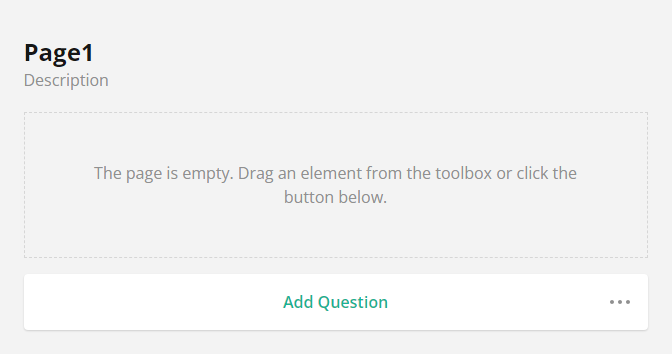 Page1
Description
The page is empty. Drag an element from the toolbox or click the
button below.
Add Question